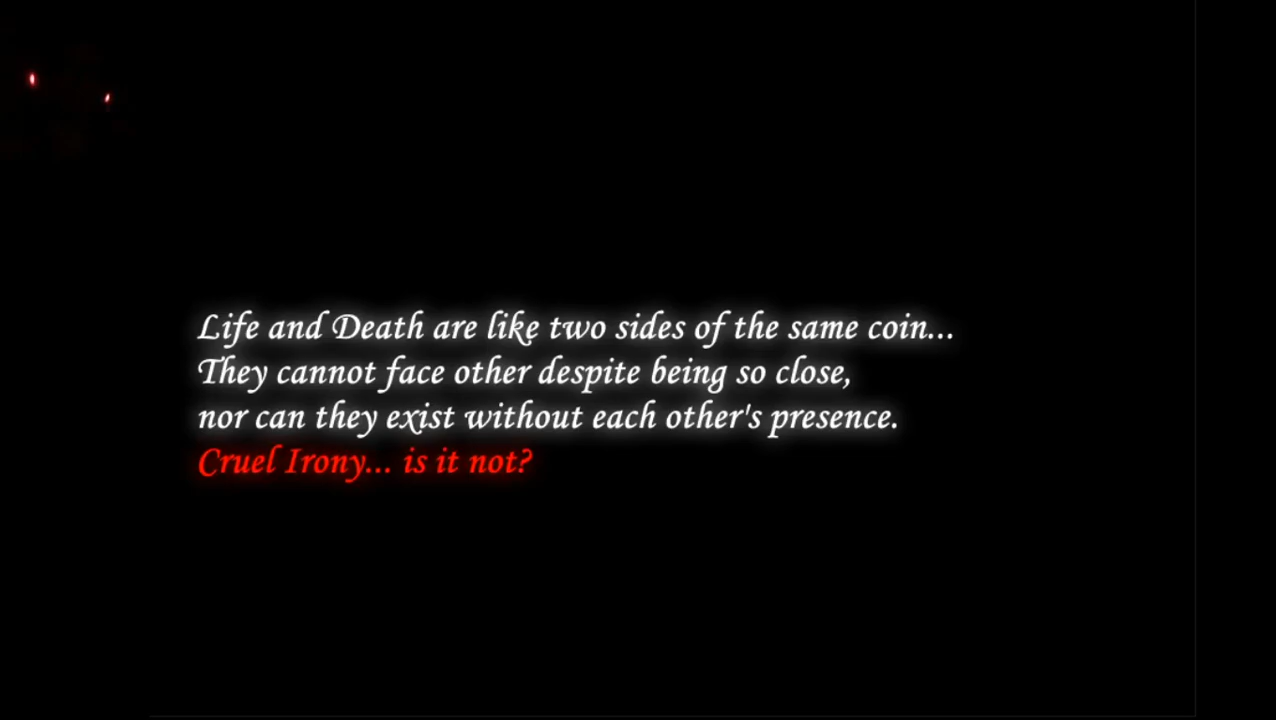 Life and Death are like two sides of the same coin...
They cannot face other despite being so close,
nor can they exist without each other's presence.
Cruel Irony... is it not?